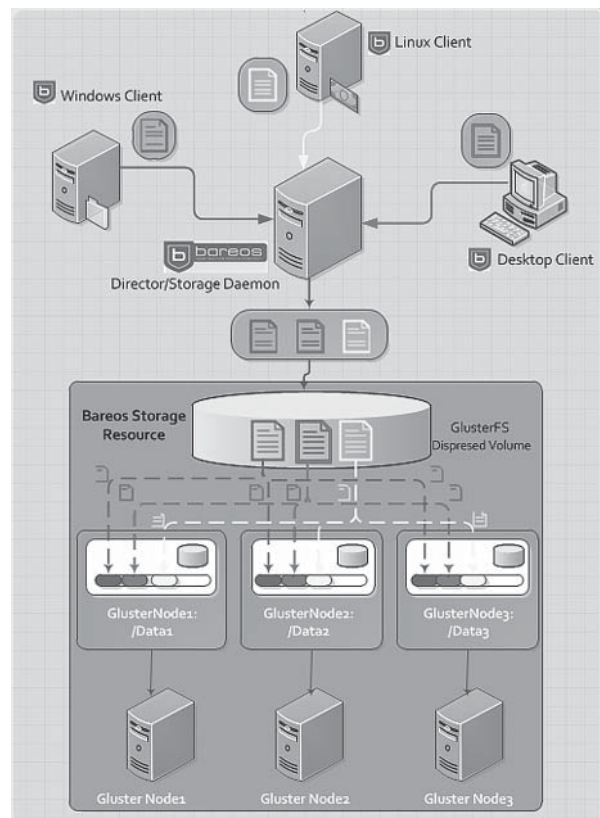 Linux Client
Windows Client
bareos
Desktop Client
Director/Storage Daemon
Bareos Storage
Resource
GlusterFS
Dispresed Volume
GlusterNode1:
/Data1
GlusterNode2:
/Data2
GlusterNode3:
/Data3
Gluster Node1
Gluster Node2
Gluster Node3